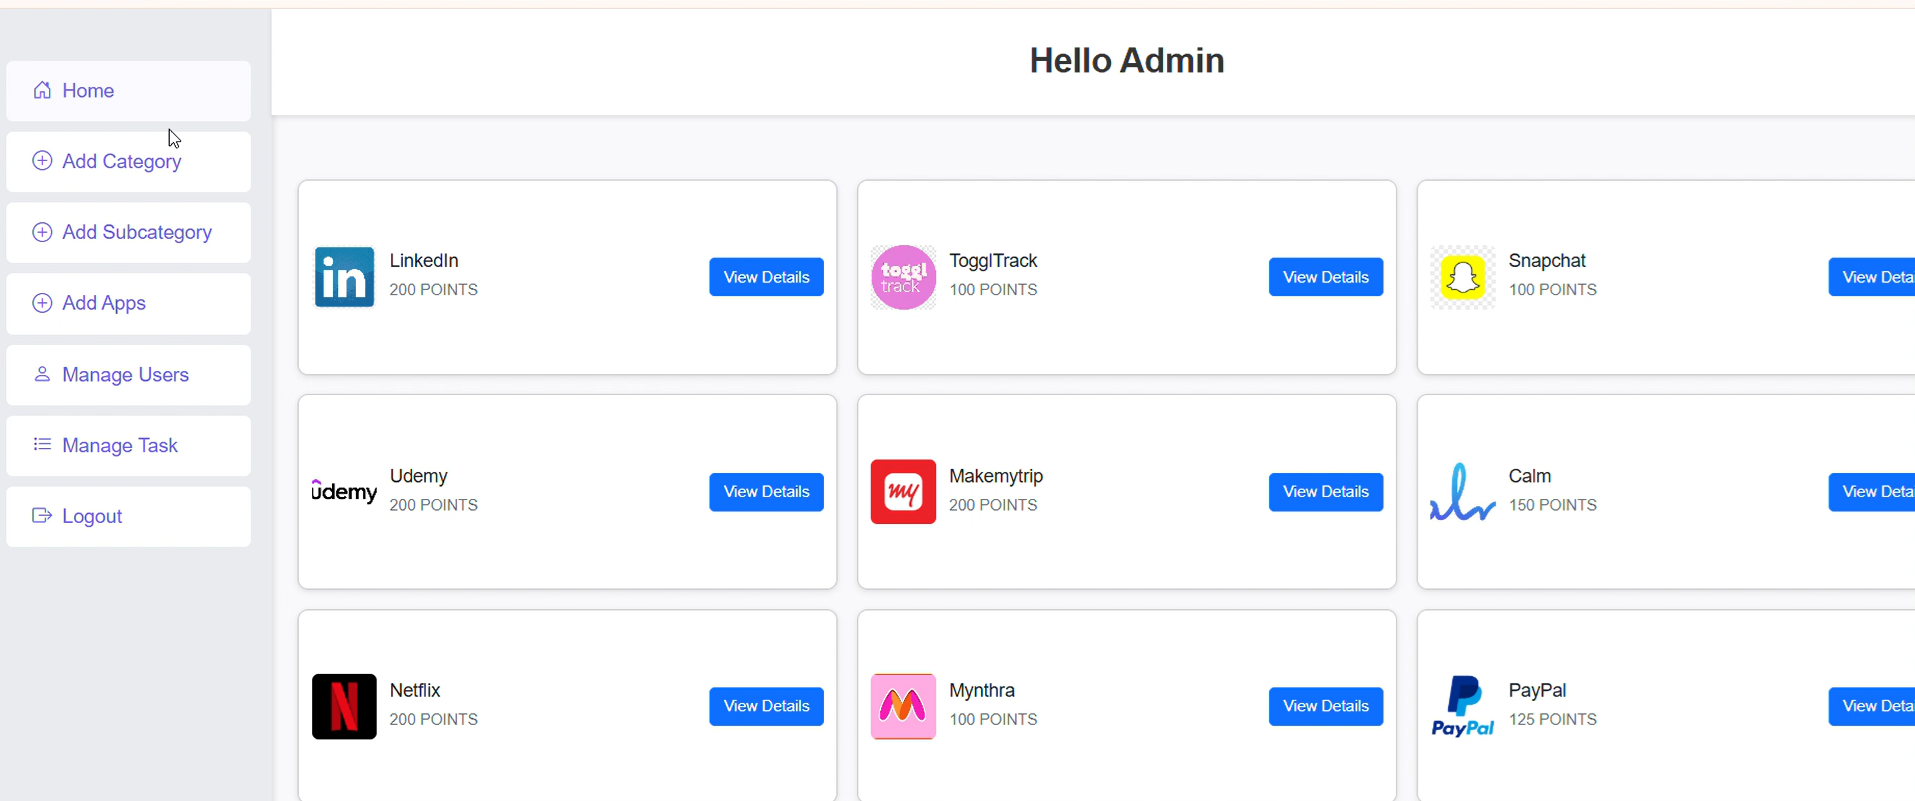 Hello Admin
Home
Add Category
Add Subcategory
Add Apps
Manage Users
Manage Task
Logout
in
LinkedIn
200 POINTS
View Details
toggl
track
TogglTrack
100 POINTS
View Details
Snapchat
100 POINTS
View Deta
udemy
Udemy
200 POINTS
View Details
my
Makemytrip
200 POINTS
View Details
Calm
150 POINTS
View Deta
N
Netflix
200 POINTS
View Details
M
Mynthra
100 POINTS
View Details
PayPal
PayPal
125 POINTS
View Deta